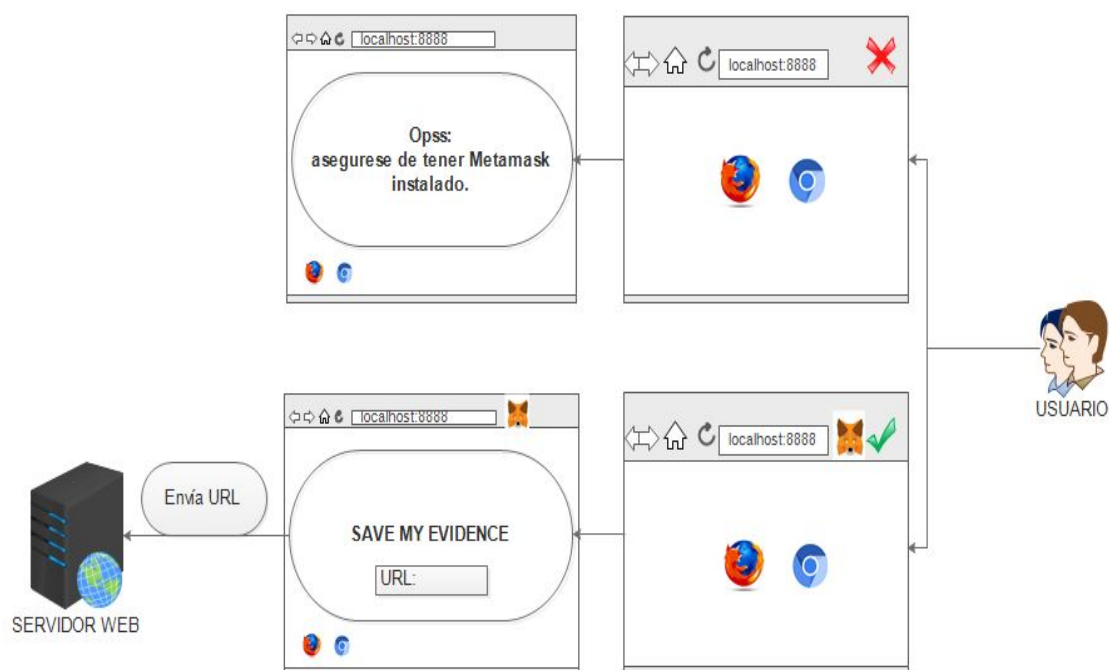 localhost:8888
localhost:8888
Opss:
asegurese de tener Metamask
instalado.
USUARIO
localhost:8888
localhost:8888
Envía URL
SAVE MY EVIDENCE
URL:
SERVIDOR WEB